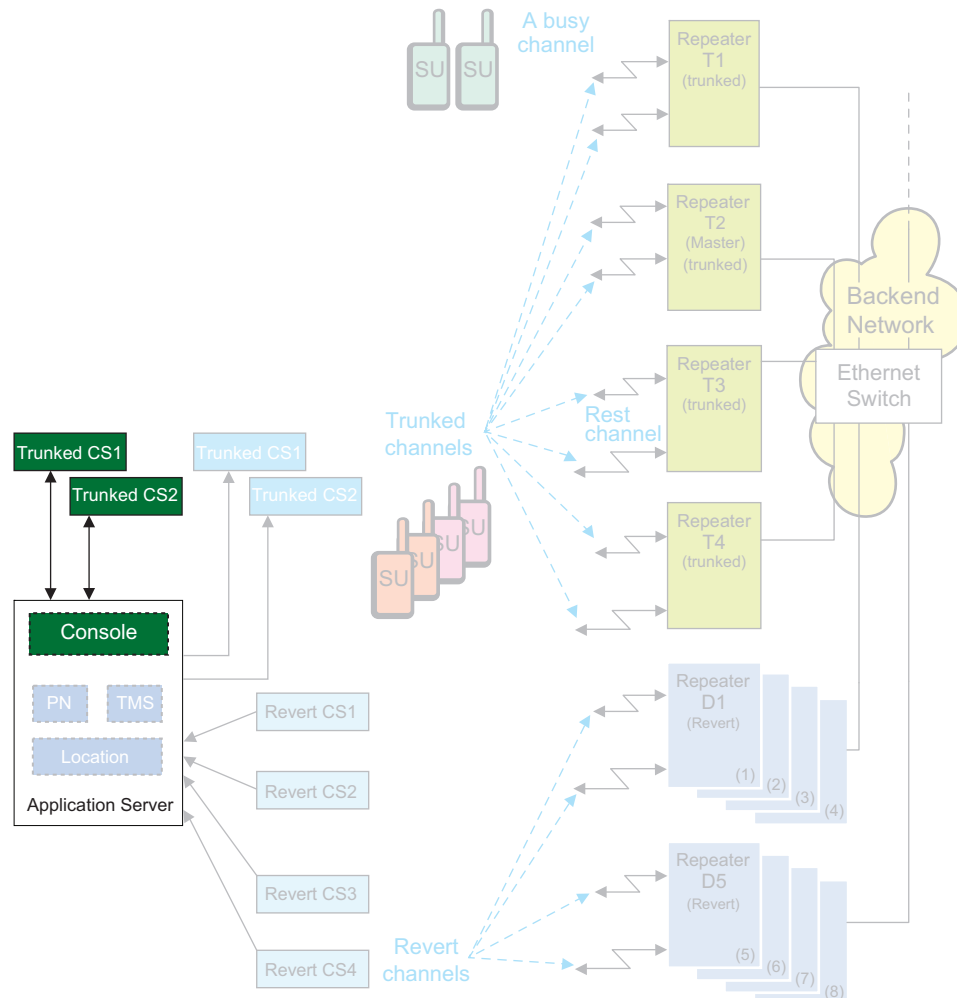 A busy
channel
SU
SU
Repeater
T1
(trunked)
Repeater
T2
(Master)
(trunked)
Backend
Network
Repeater
T3
(trunked)
Ethernet
Switch
Trunked
channels
Rest
channel
Trunked CS1
Trunked CS2
Trunked CS1
Trunked CS2
SU
SU
SU
SU
Repeater
T4
(trunked)
Console
PN
TMS
Location
Application Server
Revert CS1
Revert CS2
Revert CS3
Revert CS4
Repeater
D1
(Revert)
(1)
(2)
(3)
(4)
Repeater
D5
(Revert)
(5)
(6)
(7)
(8)
Revert
channels